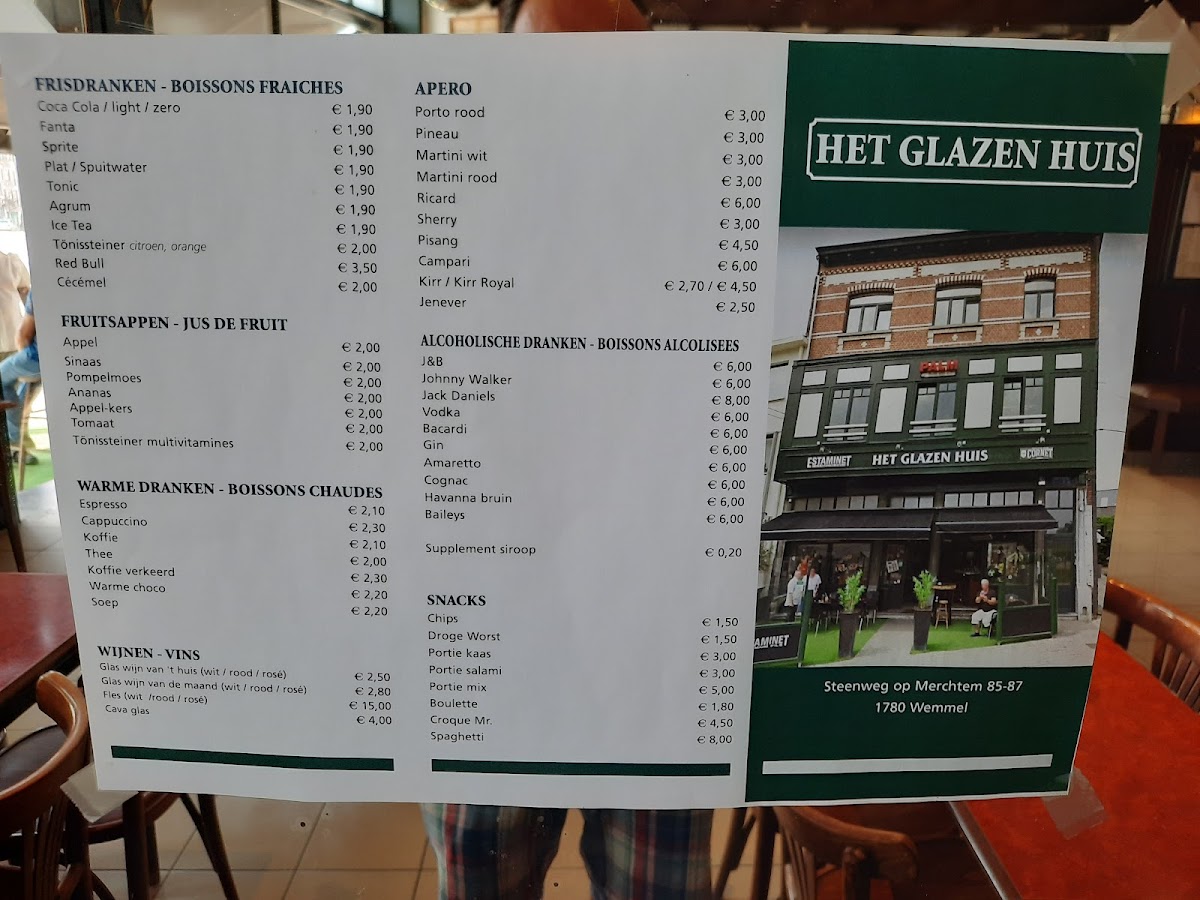 FRISDRANKEN - BOISSONS FRAICHES
Coca Cola / light / zero € 1,90
Fanta € 1,90
Sprite € 1,90
Plat / Spuitwater € 1,90
Tonic € 1,90
Agrum € 1,90
Ice Tea € 1,90
Tönissteiner citroen, orange € 2,00
Red Bull € 3,50
Cécémel € 2,00
FRUITSAPPEN - JUS DE FRUIT
Appel € 2,00
Sinaas € 2,00
Pompelmoes € 2,00
Ananas € 2,00
Appel-kers € 2,00
Tomaat € 2,00
Tönissteiner multivitamines € 2,00
WARME DRANKEN - BOISSONS CHAUDES
Espresso € 2,10
Cappuccino € 2,30
Koffie € 2,10
Thee € 2,00
Koffie verkeerd € 2,30
Warme choco € 2,20
Soep € 2,20
WIJNEN - VINS
Glas wijn van 't huis (wit / rood / rosé) € 2,50
Glas wijn van de maand (wit / rood / rosé) € 2,80
Fles (wit /rood / rosé) € 15,00
Cava glas € 4,00
APERO
Porto rood € 3,00
Pineau € 3,00
Martini wit € 3,00
Martini rood € 3,00
Ricard € 6,00
Sherry € 3,00
Pisang € 4,50
Campari € 6,00
Kirr / Kirr Royal € 2,70 / € 4,50
Jenever € 2,50
ALCOHOLISCHE DRANKEN - BOISSONS ALCOLISEES
J&B € 6,00
Johnny Walker € 6,00
Jack Daniels € 8,00
Vodka € 6,00
Bacardi € 6,00
Gin € 6,00
Amaretto € 6,00
Cognac € 6,00
Havanna bruin € 6,00
Baileys € 6,00
Supplement siroop € 0,20
SNACKS
Chips € 1,50
Droge Worst € 1,50
Portie kaas € 3,00
Portie salami € 3,00
Portie mix € 5,00
Boulette € 1,80
Croque Mr. € 4,50
Spaghetti € 8,00
HET GLAZEN HUIS
PALM
ESTAMINET HET GLAZEN HUIS CORNET
STAMINET
Steenweg op Merchtem 85-87
1780 Wemmel